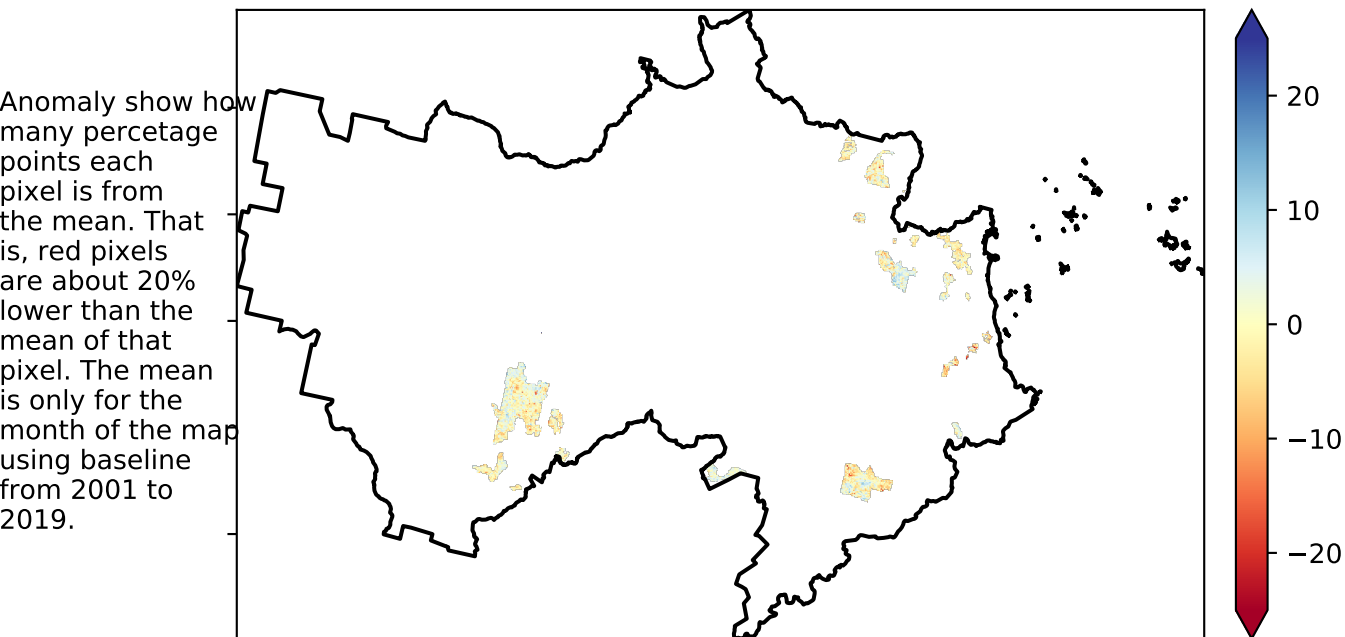 Anomaly show how
many percetage
points each
pixel is from
the mean. That
is, red pixels
are about 20%
lower than the
mean of that
pixel. The mean
is only for the
month of the map
using baseline
from 2001 to
2019.
20
10
0
−10
−20